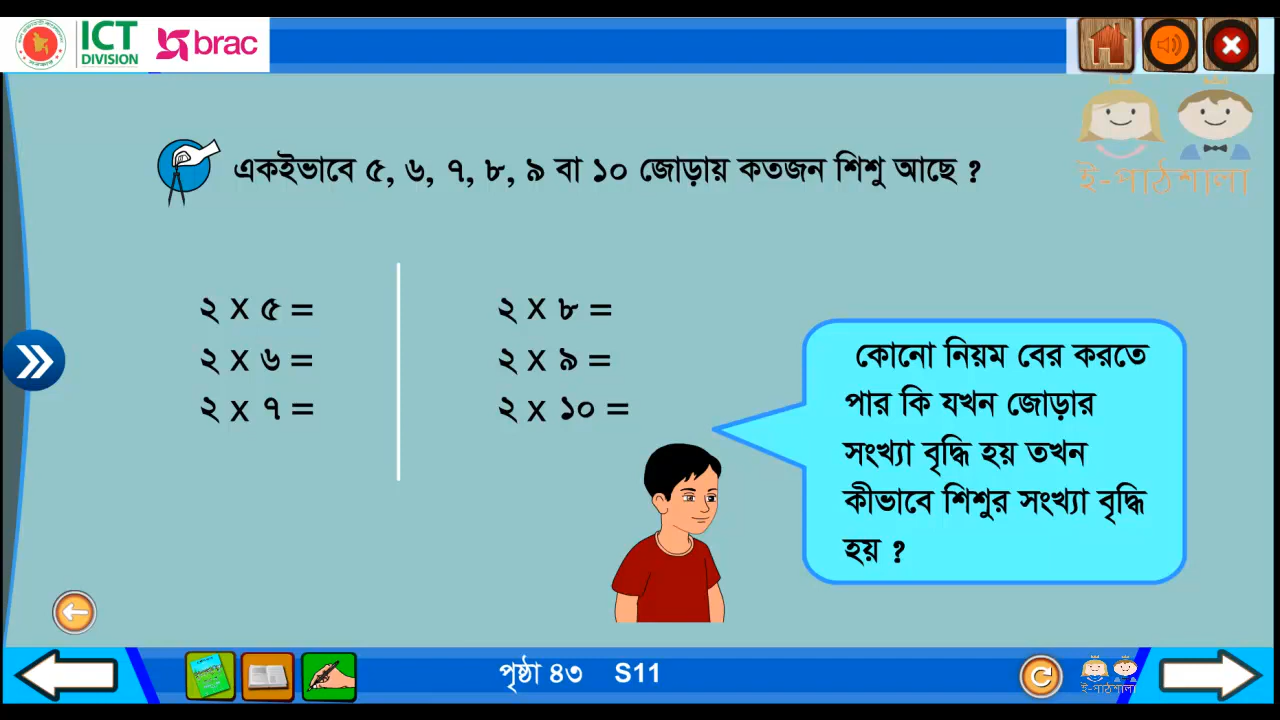 ICT
DIVISION
brac
ই-পাঠশালা
একইভাবে ৫, ৬, ৭, ৮, ৯ বা ১০ জোড়ায় কতজন শিশু আছে ?
২ x ৫ =
২ x ৬ =
২ x ৭ =
২ x ৮ =
২ x ৯ =
২ x ১০ =
কোনো নিয়ম বের করতে
পার কি যখন জোড়ার
সংখ্যা বৃদ্ধি হয় তখন
কীভাবে শিশুর সংখ্যা বৃদ্ধি
হয় ?
পৃষ্ঠা ৪৩ S11
ই-পাঠশালা